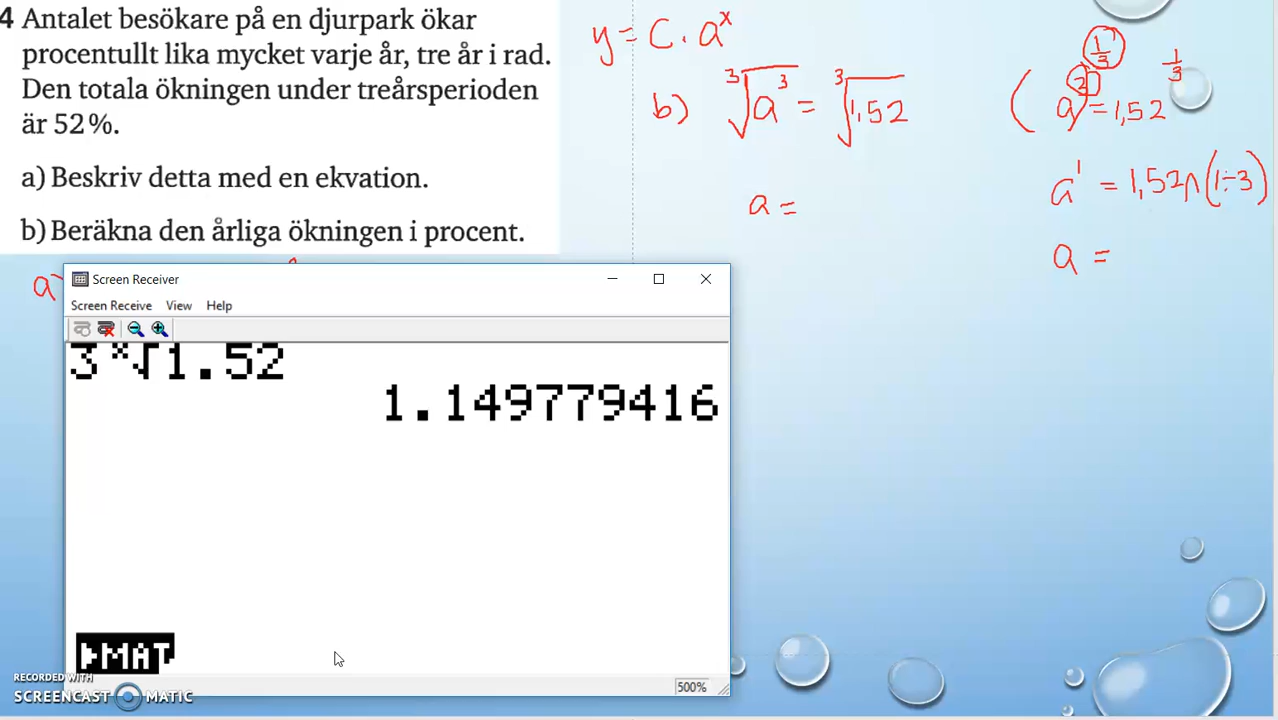 4 Antalet besökare på en djurpark ökar
procentullt lika mycket varje år, tre år i rad.
Den totala ökningen under treårsperioden
är 52 %.
a) Beskriv detta med en ekvation.
b) Beräkna den årliga ökningen i procent.
y = C · a^x
b) ³√a³ = ³√1,52
a =
1/3
1/3
a = 1,52
a¹ = 1,52^(1÷3)
a =
a
Screen Receiver
Screen Receive View Help
3ˣ√1.52
1.149779416
▶MAT
500%
RECORDED WITH
SCREENCAST MATIC